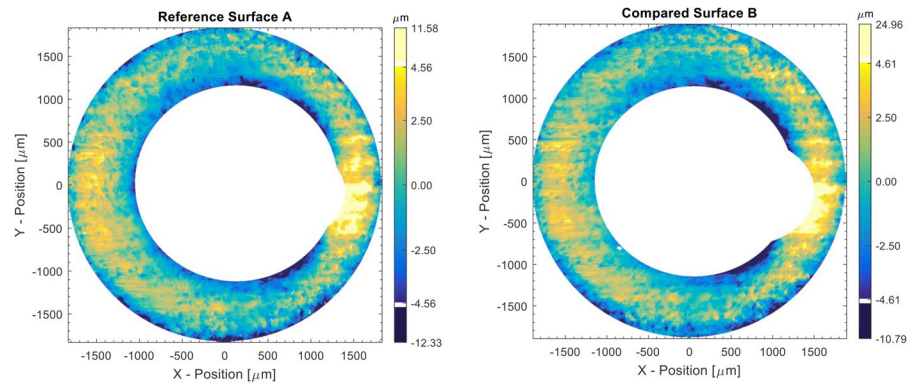 Reference Surface A
μm
11.58
4.56
2.50
0.00
-2.50
-4.56
-12.33
1500
1000
500
0
-500
-1000
-1500
Y - Position [μm]
-1500 -1000 -500 0 500 1000 1500
X - Position [μm]
Compared Surface B
μm
24.96
4.61
2.50
0.00
-2.50
-4.61
-10.79
1500
1000
500
0
-500
-1000
-1500
Y - Position [μm]
-1500 -1000 -500 0 500 1000 1500
X - Position [μm]